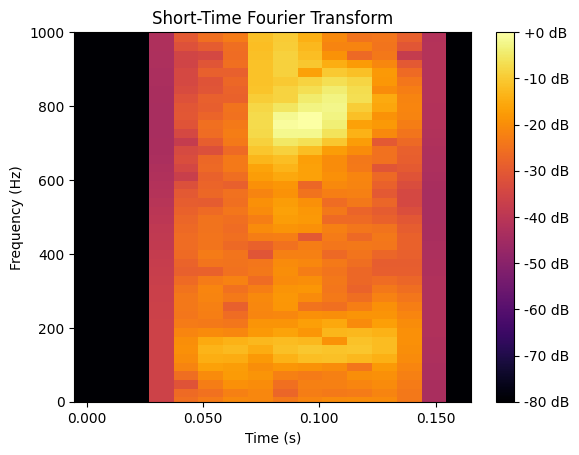 Short-Time Fourier Transform
1000
800
600
400
200
0
Frequency (Hz)
0.000
0.050
0.100
0.150
Time (s)
+0 dB
-10 dB
-20 dB
-30 dB
-40 dB
-50 dB
-60 dB
-70 dB
-80 dB